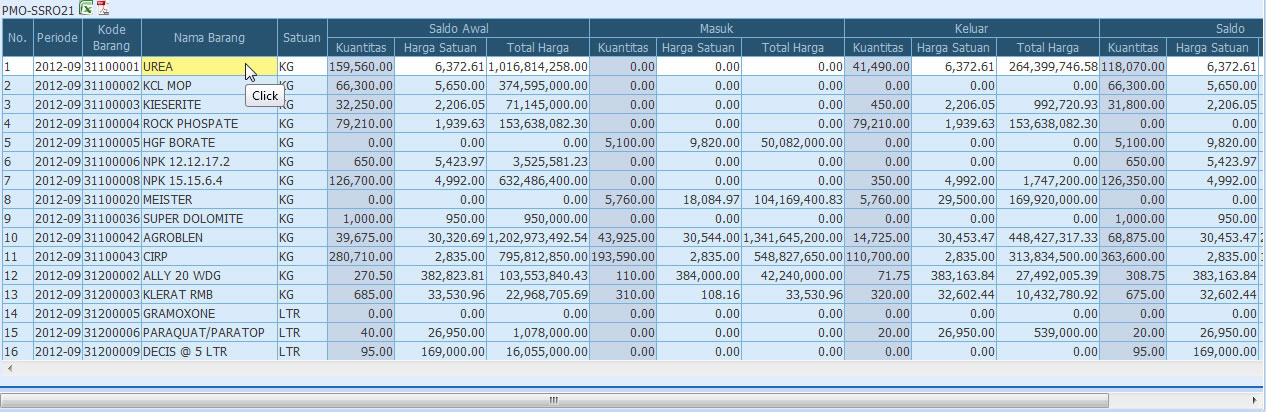 PMO-SSRO21
No. Periode Kode Barang Nama Barang Satuan Saldo Awal Masuk Keluar Saldo
Kuantitas Harga Satuan Total Harga Kuantitas Harga Satuan Total Harga Kuantitas Harga Satuan Total Harga Kuantitas Harga Satuan
1 2012-09 31100001 UREA KG 159,560.00 6,372.61 1,016,814,258.00 0.00 0.00 0.00 41,490.00 6,372.61 264,399,746.58 118,070.00 6,372.61
2 2012-09 31100002 KCL MOP KG 66,300.00 5,650.00 374,595,000.00 0.00 0.00 0.00 0.00 0.00 0.00 66,300.00 5,650.00
Click
3 2012-09 31100003 KIESERITE KG 32,250.00 2,206.05 71,145,000.00 0.00 0.00 0.00 450.00 2,206.05 992,720.93 31,800.00 2,206.05
4 2012-09 31100004 ROCK PHOSPATE KG 79,210.00 1,939.63 153,638,082.30 0.00 0.00 0.00 79,210.00 1,939.63 153,638,082.30 0.00 0.00
5 2012-09 31100005 HGF BORATE KG 0.00 0.00 0.00 5,100.00 9,820.00 50,082,000.00 0.00 0.00 0.00 5,100.00 9,820.00
6 2012-09 31100006 NPK 12.12.17.2 KG 650.00 5,423.97 3,525,581.23 0.00 0.00 0.00 0.00 0.00 0.00 650.00 5,423.97
7 2012-09 31100008 NPK 15.15.6.4 KG 126,700.00 4,992.00 632,486,400.00 0.00 0.00 0.00 350.00 4,992.00 1,747,200.00 126,350.00 4,992.00
8 2012-09 31100020 MEISTER KG 0.00 0.00 0.00 5,760.00 18,084.97 104,169,400.83 5,760.00 29,500.00 169,920,000.00 0.00 0.00
9 2012-09 31100036 SUPER DOLOMITE KG 1,000.00 950.00 950,000.00 0.00 0.00 0.00 0.00 0.00 0.00 1,000.00 950.00
10 2012-09 31100042 AGROBLEN KG 39,675.00 30,320.69 1,202,973,492.54 43,925.00 30,544.00 1,341,645,200.00 14,725.00 30,453.47 448,427,317.33 68,875.00 30,453.47
11 2012-09 31100043 CIRP KG 280,710.00 2,835.00 795,812,850.00 193,590.00 2,835.00 548,827,650.00 110,700.00 2,835.00 313,834,500.00 363,600.00 2,835.00
12 2012-09 31200002 ALLY 20 WDG KG 270.50 382,823.81 103,553,840.43 110.00 384,000.00 42,240,000.00 71.75 383,163.84 27,492,005.39 308.75 383,163.84
13 2012-09 31200003 KLERAT RMB KG 685.00 33,530.96 22,968,705.69 310.00 108.16 33,530.96 320.00 32,602.44 10,432,780.92 675.00 32,602.44
14 2012-09 31200005 GRAMOXONE LTR 0.00 0.00 0.00 0.00 0.00 0.00 0.00 0.00 0.00 0.00 0.00
15 2012-09 31200006 PARAQUAT/PARATOP LTR 40.00 26,950.00 1,078,000.00 0.00 0.00 0.00 20.00 26,950.00 539,000.00 20.00 26,950.00
16 2012-09 31200009 DECIS @ 5 LTR LTR 95.00 169,000.00 16,055,000.00 0.00 0.00 0.00 0.00 0.00 0.00 95.00 169,000.00